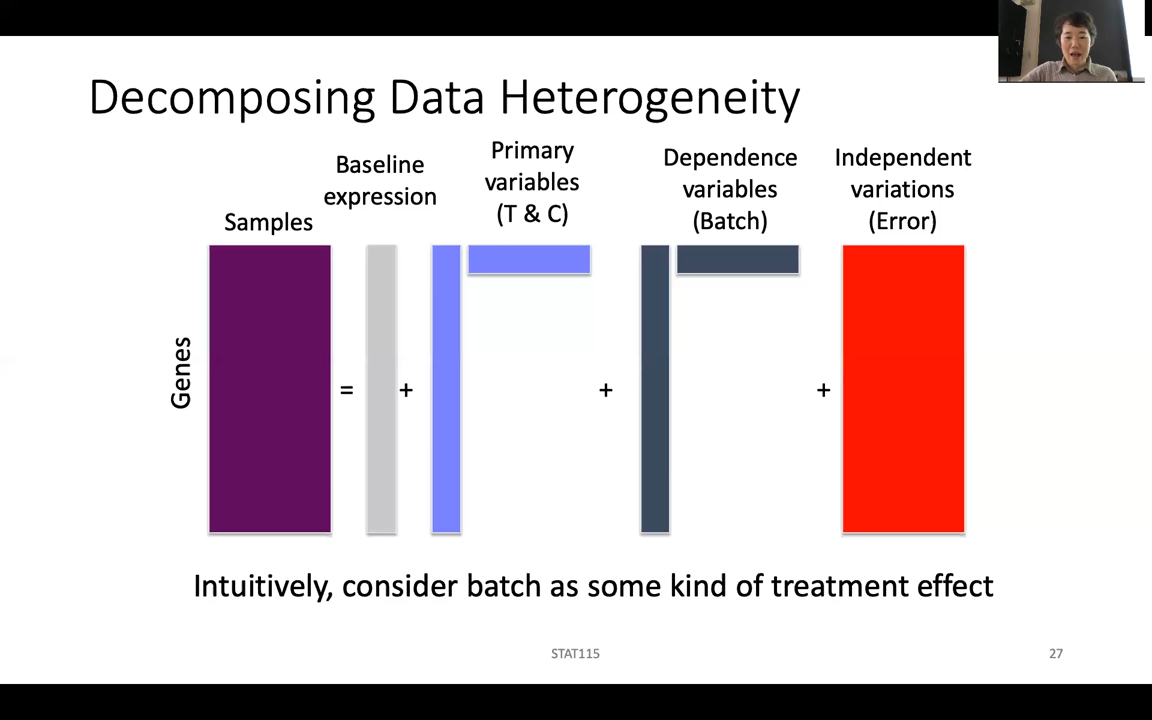 Decomposing Data Heterogeneity
Samples
Baseline
expression
Primary
variables
(T & C)
Dependence
variables
(Batch)
Independent
variations
(Error)
Genes
=
+
+
+
Intuitively, consider batch as some kind of treatment effect
STAT115
27